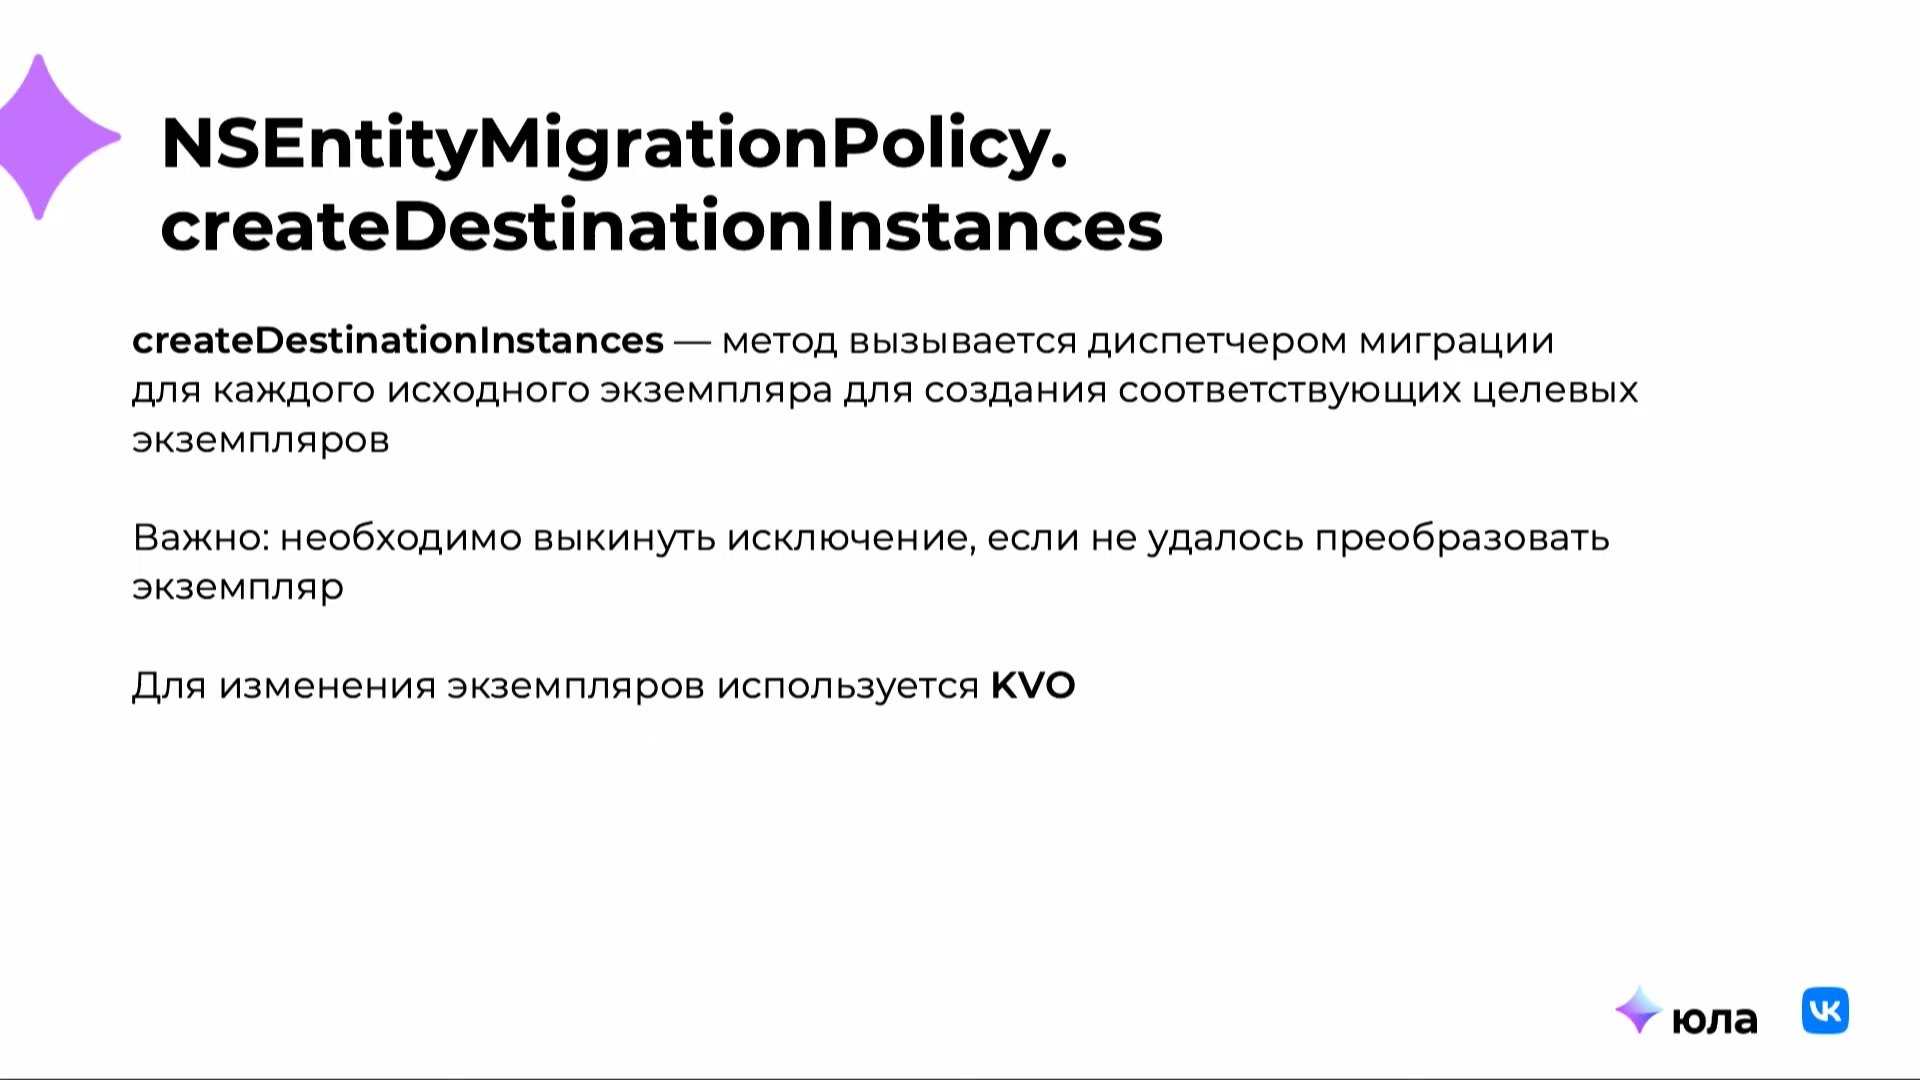 NSEntityMigrationPolicy.
createDestinationInstances
createDestinationInstances — метод вызывается диспетчером миграции
для каждого исходного экземпляра для создания соответствующих целевых
экземпляров
Важно: необходимо выкинуть исключение, если не удалось преобразовать
экземпляр
Для изменения экземпляров используется KVO
юла
VK